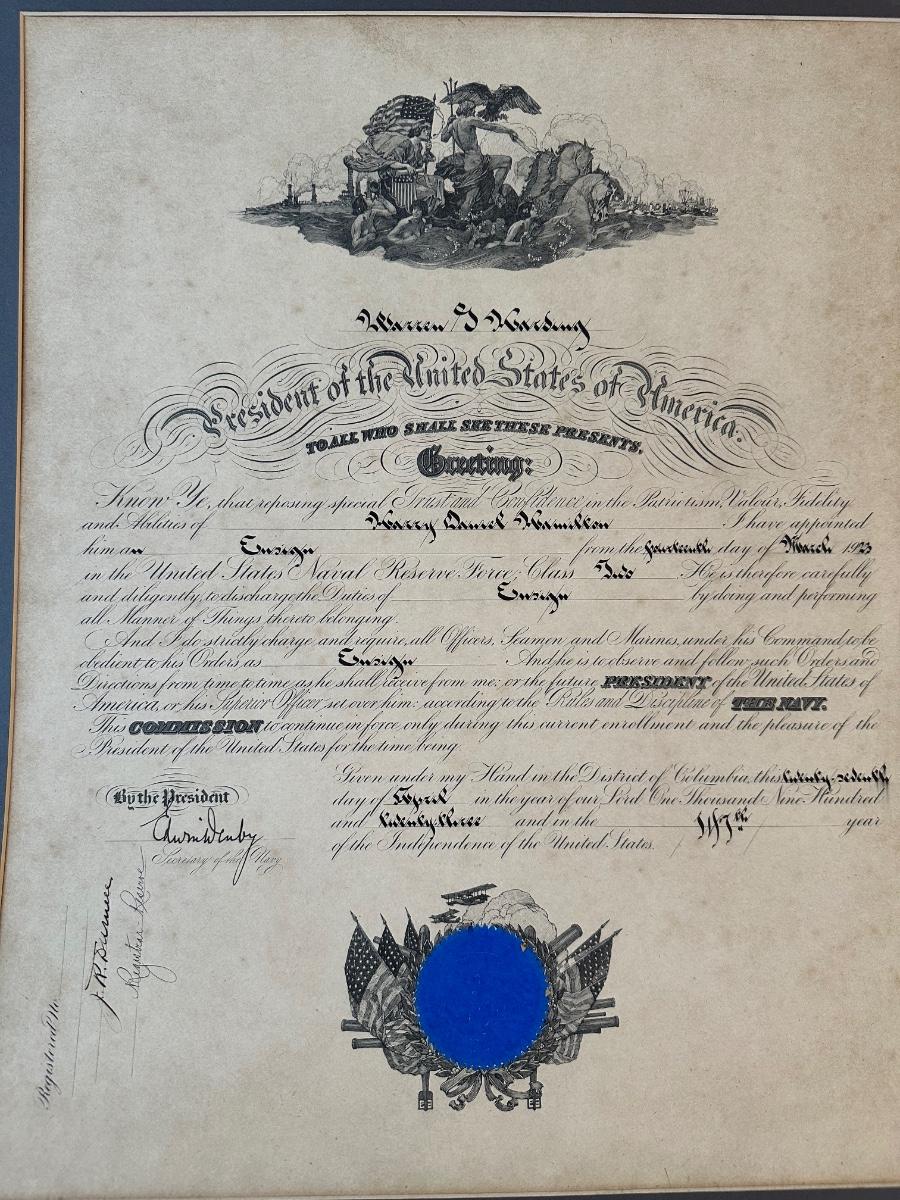 Warren G Harding
President of the United States of America.
TO ALL WHO SHALL SEE THESE PRESENTS,
Greeting:
Know Ye, that reposing special Trust and Confidence in the Patriotism, Valour, Fidelity
and Abilities of Harry Daniel Hamilton I have appointed
him an Ensign from the fourteenth day of March 1923
in the United States Naval Reserve Force, Class Two He is therefore carefully
and diligently to discharge the Duties of Ensign by doing and performing
all Manner of Things thereto belonging.
And I do strictly charge and require all Officers, Seamen and Marines under his Command to be
obedient to his Orders as Ensign And he is to observe and follow such Orders and
Directions from time to time as he shall receive from me, or the future PRESIDENT of the United States of
America, or his Superior Officer set over him, according to the Rules and Discipline of THE NAVY.
This COMMISSION to continue in force only during this current enrollment and the pleasure of the
President of the United States for the time being.
Given under my Hand in the District of Columbia, this twenty-seventh
day of April in the year of our Lord One Thousand Nine Hundred
and twenty three and in the 147th year
of the Independence of the United States.
By the President
Edwin Denby
Secretary of the Navy
J. R.
Registrar Reserve
Registered No.